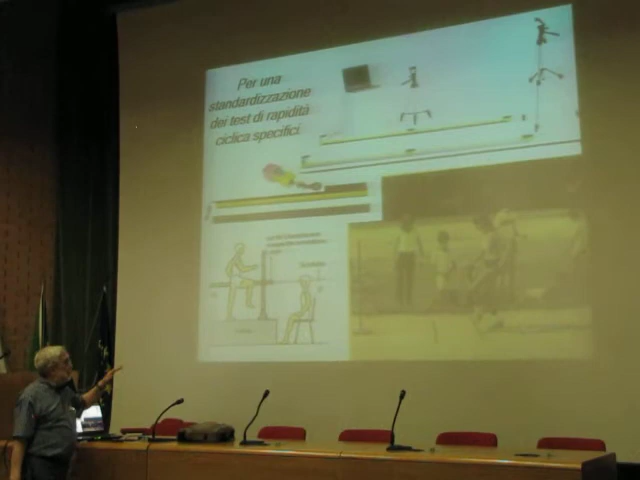 Per una
standardizzazione
dei test di rapidità
ciclica specifici